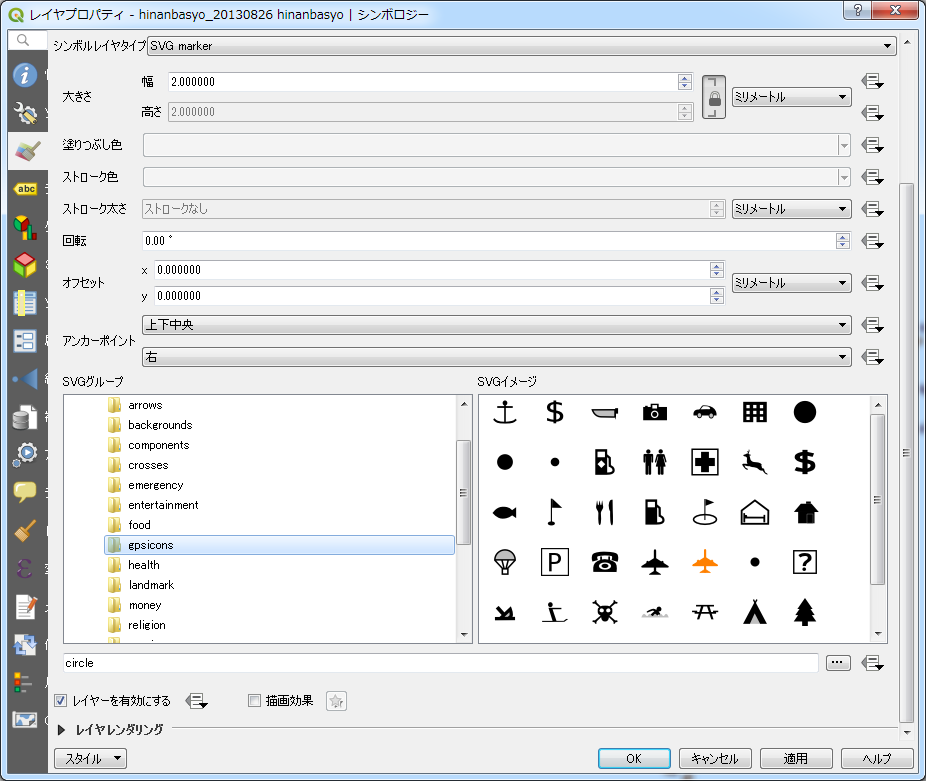 レイヤプロパティ - hinanbasyo_20130826 hinanbasyo | シンボロジー
シンボルレイヤタイプ SVG marker
大きさ
幅 2.000000
高さ 2.000000
ミリメートル
塗りつぶし色
ストローク色
ストローク太さ ストロークなし ミリメートル
回転 0.00 °
オフセット
x 0.000000
y 0.000000
ミリメートル
アンカーポイント
上下中央
右
SVGグループ
arrows
backgrounds
components
crosses
emergency
entertainment
food
gpsicons
health
landmark
money
religion
SVGイメージ
$
$
P
?
circle
...
abc
レイヤーを有効にする
描画効果
レイヤレンダリング
スタイル
OK
キャンセル
適用
ヘルプ